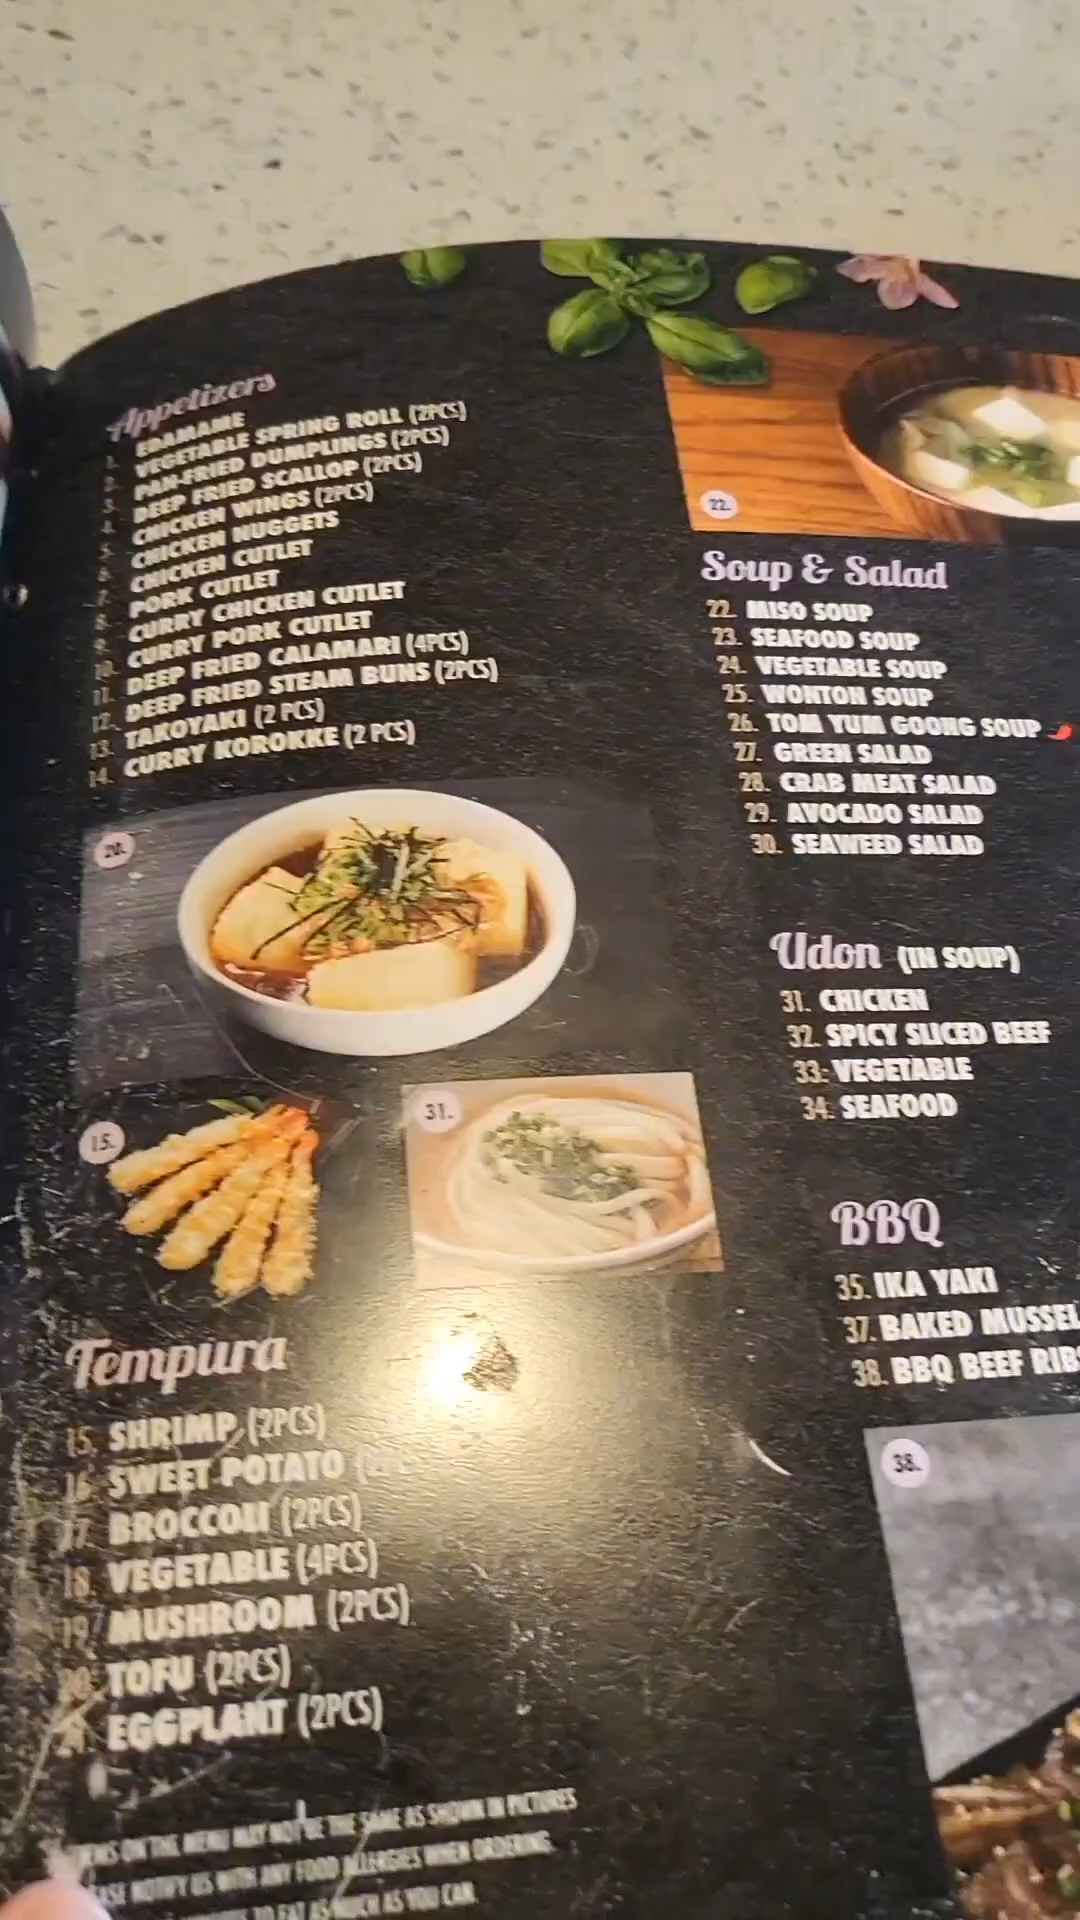 Appetizers
1. EDAMAME
2. VEGETABLE SPRING ROLL (2PCS)
3. PAN-FRIED DUMPLINGS (2PCS)
4. DEEP FRIED SCALLOP (2PCS)
5. CHICKEN WINGS (2PCS)
6. CHICKEN NUGGETS
7. CHICKEN CUTLET
8. PORK CUTLET
9. CURRY CHICKEN CUTLET
10. CURRY PORK CUTLET
11. DEEP FRIED CALAMARI (4PCS)
12. DEEP FRIED STEAM BUNS (2PCS)
13. TAKOYAKI (2 PCS)
14. CURRY KOROKKE (2 PCS)
20.
15.
31.
Tempura
15. SHRIMP (2PCS)
16. SWEET POTATO
17. BROCCOLI (2PCS)
18. VEGETABLE (4PCS)
19. MUSHROOM (2PCS)
20. TOFU (2PCS)
21. EGGPLANT (2PCS)
ON THE MENU MAY NOT BE THE SAME AS SHOWN IN PICTURES
NOTIFY US WITH ANY FOOD ALLERGIES WHEN ORDERING.
TO EAT AS MUCH AS YOU CAN.
22.
Soup & Salad
22. MISO SOUP
23. SEAFOOD SOUP
24. VEGETABLE SOUP
25. WONTON SOUP
26. TOM YUM GOONG SOUP
27. GREEN SALAD
28. CRAB MEAT SALAD
29. AVOCADO SALAD
30. SEAWEED SALAD
Udon (IN SOUP)
31. CHICKEN
32. SPICY SLICED BEEF
33. VEGETABLE
34. SEAFOOD
BBQ
35. IKA YAKI
37. BAKED MUSSEL
38. BBQ BEEF RIBS
38.